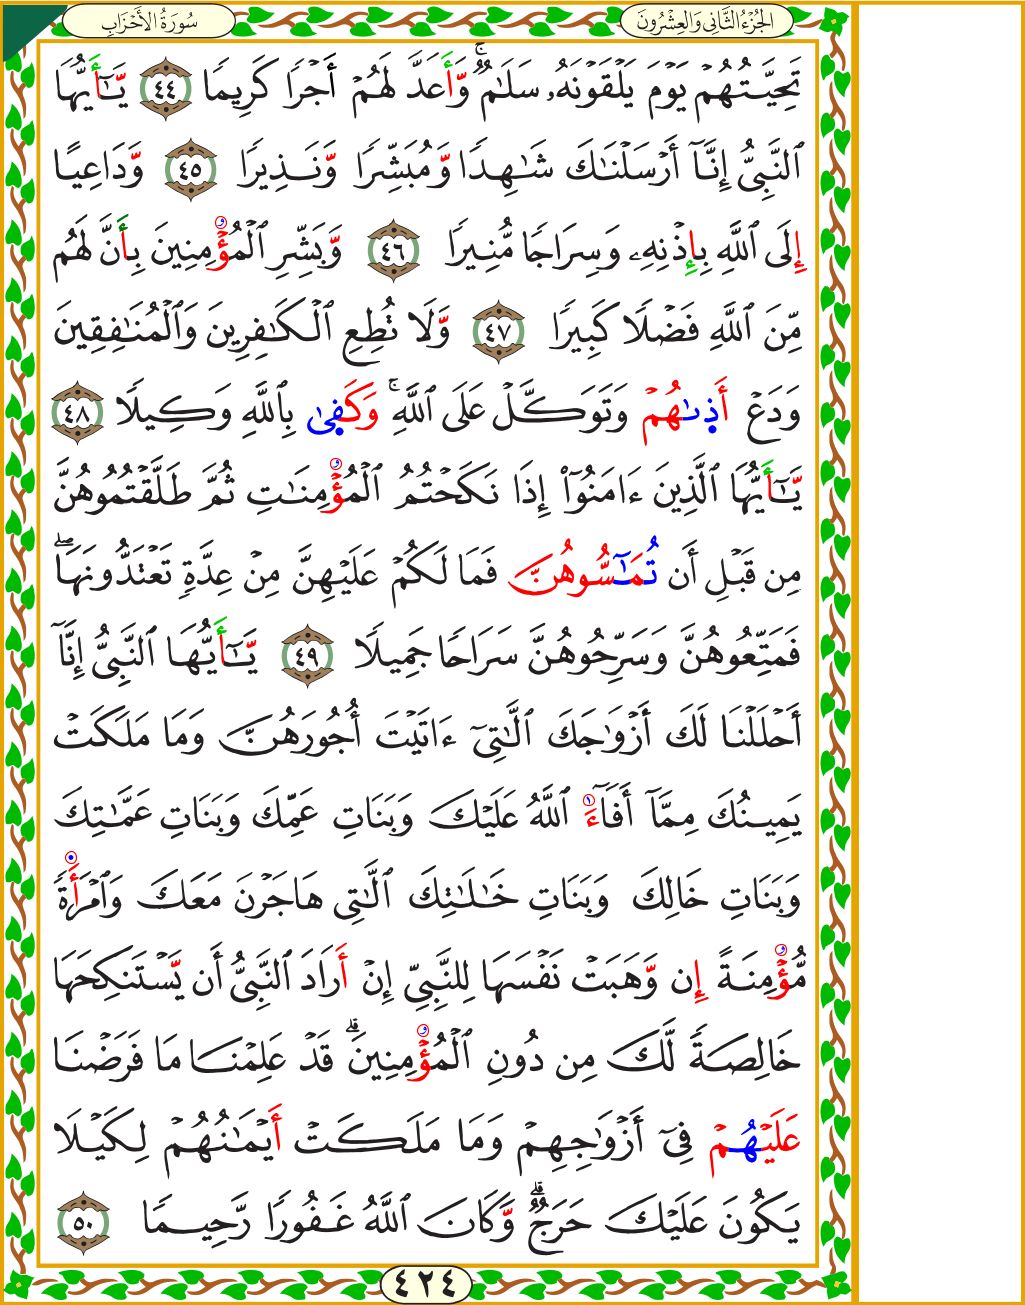 الجُزْءُ الثَّانِي وَالعِشْرُونَ
سُورَةُ الأَحْزَابِ
تَحِيَّتُهُمْ يَوْمَ يَلْقَوْنَهُۥ سَلَٰمٌۚ وَّأَعَدَّ لَهُمْ أَجْرًا كَرِيمًا ٤٤ يَّٰٓأَيُّهَا
ٱلنَّبِىُّ إِنَّآ أَرْسَلْنَٰكَ شَٰهِدًا وَّمُبَشِّرًا وَّنَذِيرًا ٤٥ وَّدَاعِيًا
إِلَى ٱللَّهِ بِإِذْنِهِۦ وَسِرَاجًا مُّنِيرًا ٤٦ وَّبَشِّرِ ٱلْمُؤْمِنِينَ بِأَنَّ لَهُم
مِّنَ ٱللَّهِ فَضْلًا كَبِيرًا ٤٧ وَّلَا تُطِعِ ٱلْكَٰفِرِينَ وَٱلْمُنَٰفِقِينَ
وَدَعْ أَذِىٰهُمْ وَتَوَكَّلْ عَلَى ٱللَّهِۚ وَكَفِىٰ بِٱللَّهِ وَكِيلًا ٤٨
يَّٰٓأَيُّهَا ٱلَّذِينَ ءَامَنُوٓا۟ إِذَا نَكَحْتُمُ ٱلْمُؤْمِنَٰتِ ثُمَّ طَلَّقْتُمُوهُنَّ
مِن قَبْلِ أَن تُمَٰٓسُّوهُنَّ فَمَا لَكُمْ عَلَيْهِنَّ مِنْ عِدَّةٍ تَعْتَدُّونَهَاۖ
فَمَتِّعُوهُنَّ وَسَرِّحُوهُنَّ سَرَاحًا جَمِيلًا ٤٩ يَّٰٓأَيُّهَا ٱلنَّبِىُّ إِنَّآ
أَحْلَلْنَا لَكَ أَزْوَٰجَكَ ٱلَّٰتِىٓ ءَاتَيْتَ أُجُورَهُنَّ وَمَا مَلَكَتْ
يَمِينُكَ مِمَّآ أَفَآءَ ٱللَّهُ عَلَيْكَ وَبَنَاتِ عَمِّكَ وَبَنَاتِ عَمَّٰتِكَ
وَبَنَاتِ خَالِكَ وَبَنَاتِ خَٰلَٰتِكَ ٱلَّٰتِى هَاجَرْنَ مَعَكَ وَٱمْرَأَةً
مُّؤْمِنَةً إِن وَّهَبَتْ نَفْسَهَا لِلنَّبِىِّ إِنْ أَرَادَ ٱلنَّبِىُّ أَن يَّسْتَنكِحَهَا
خَالِصَةً لَّكَ مِن دُونِ ٱلْمُؤْمِنِينَۗ قَدْ عَلِمْنَا مَا فَرَضْنَا
عَلَيْهُمْ فِىٓ أَزْوَٰجِهِمْ وَمَا مَلَكَتْ أَيْمَٰنُهُمْ لِكَيْلَا
يَكُونَ عَلَيْكَ حَرَجٌۗ وَّكَانَ ٱللَّهُ غَفُورًا رَّحِيمًا ٥٠
٤٢٤